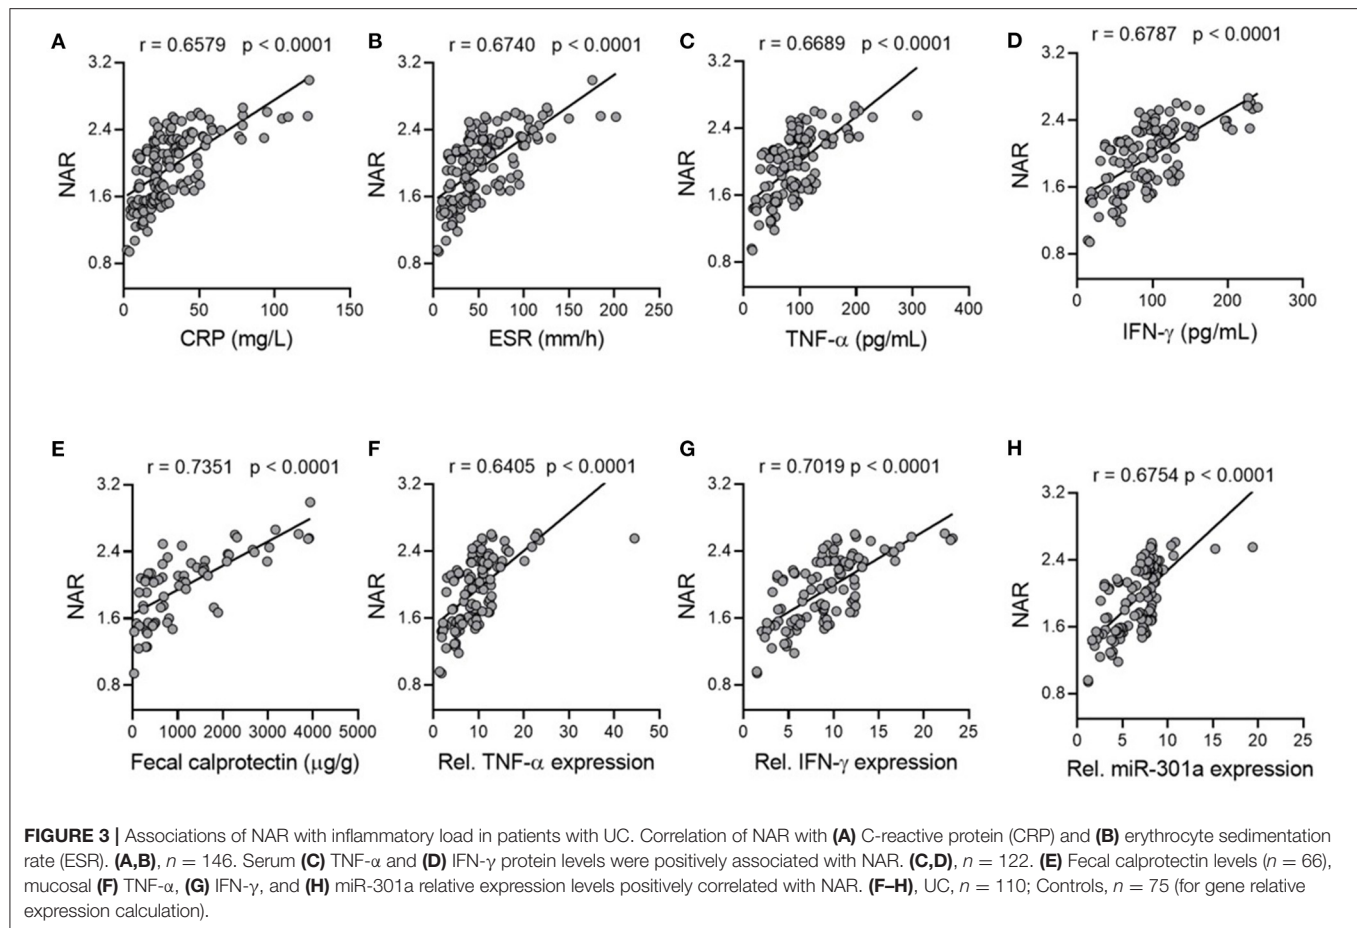 A
r = 0.6579 p < 0.0001
3.2
2.4
1.6
0.8
NAR
0 50 100 150
CRP (mg/L)
B
r = 0.6740 p < 0.0001
3.2
2.4
1.6
0.8
NAR
0 50 100 150 200 250
ESR (mm/h)
C
r = 0.6689 p < 0.0001
3.2
2.4
1.6
0.8
NAR
0 100 200 300 400
TNF-α (pg/mL)
D
r = 0.6787 p < 0.0001
3.2
2.4
1.6
0.8
NAR
0 100 200 300
IFN-γ (pg/mL)
E
r = 0.7351 p < 0.0001
3.2
2.4
1.6
0.8
NAR
0 1000 2000 3000 4000 5000
Fecal calprotectin (μg/g)
F
r = 0.6405 p < 0.0001
3.2
2.4
1.6
0.8
NAR
0 10 20 30 40 50
Rel. TNF-α expression
G
r = 0.7019 p < 0.0001
3.2
2.4
1.6
0.8
NAR
0 5 10 15 20 25
Rel. IFN-γ expression
H
r = 0.6754 p < 0.0001
3.2
2.4
1.6
0.8
NAR
0 5 10 15 20 25
Rel. miR-301a expression
FIGURE 3 | Associations of NAR with inflammatory load in patients with UC. Correlation of NAR with (A) C-reactive protein (CRP) and (B) erythrocyte sedimentation
rate (ESR). (A,B), n = 146. Serum (C) TNF-α and (D) IFN-γ protein levels were positively associated with NAR. (C,D), n = 122. (E) Fecal calprotectin levels (n = 66),
mucosal (F) TNF-α, (G) IFN-γ, and (H) miR-301a relative expression levels positively correlated with NAR. (F–H), UC, n = 110; Controls, n = 75 (for gene relative
expression calculation).